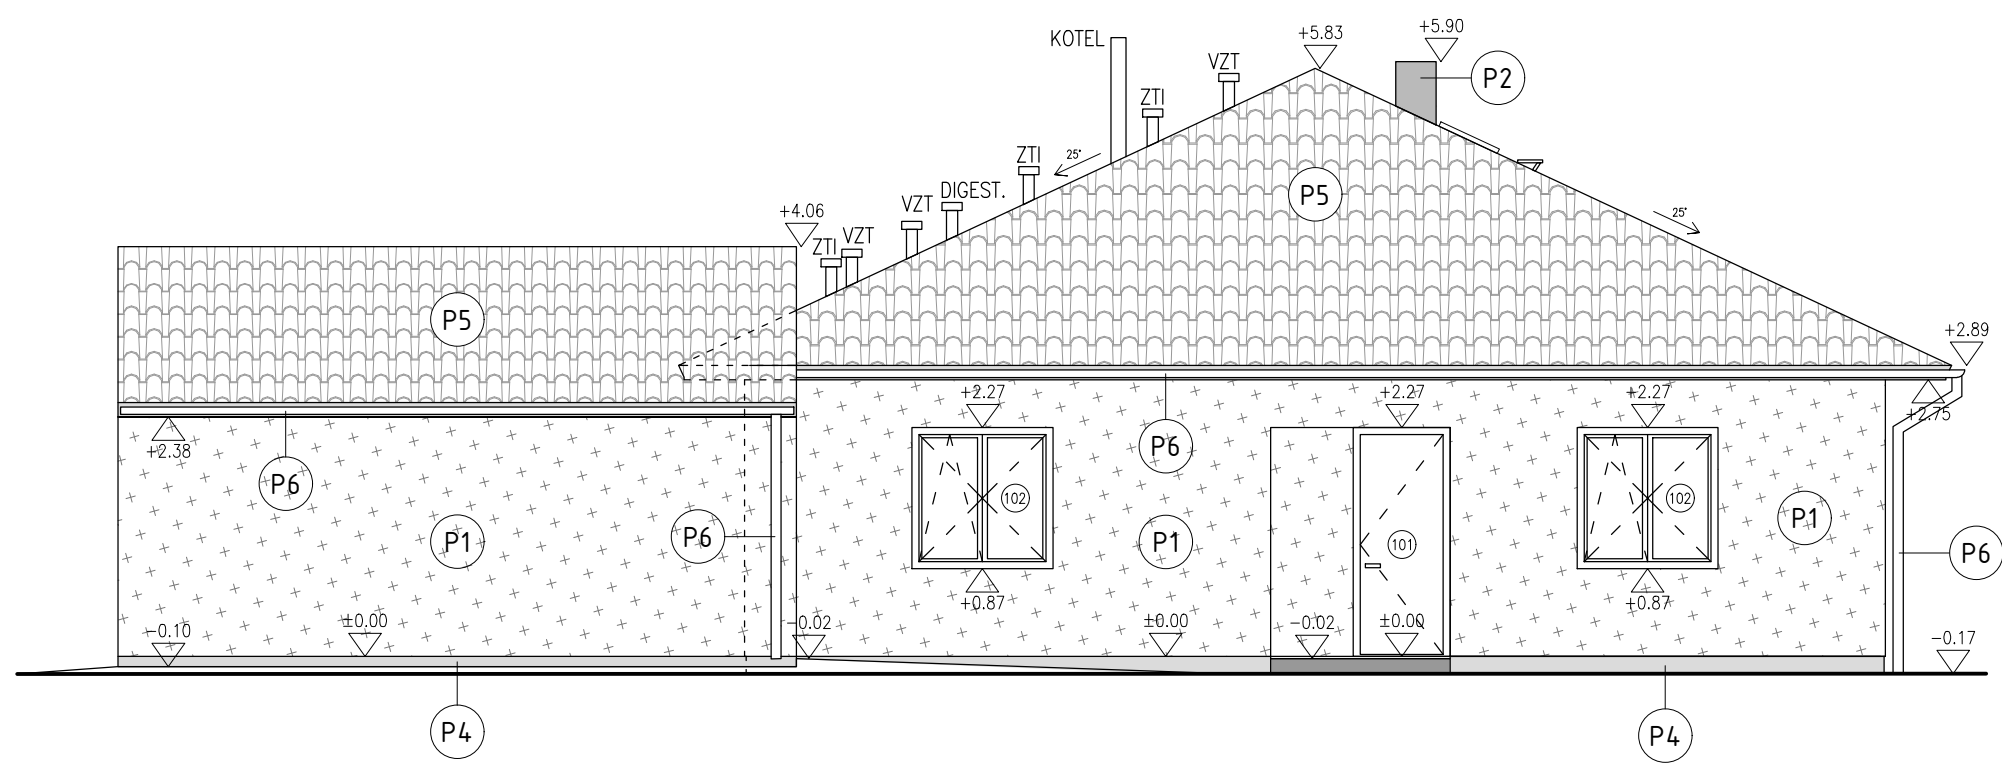 +5.90
+5.83
KOTEL
VZT
P2
ZTI
ZTI
25°
DIGEST.
P5
VZT
+4.06
25°
VZT
ZTI
P5
+2.89
+2.27
+2.27
+2.27
+2.75
+2.38
P6
P6
102
102
P1
P6
P1
P1
101
P6
+0.87
+0.87
-0.10
±0.00
-0.02
±0.00
-0.02
±0.00
-0.17
P4
P4